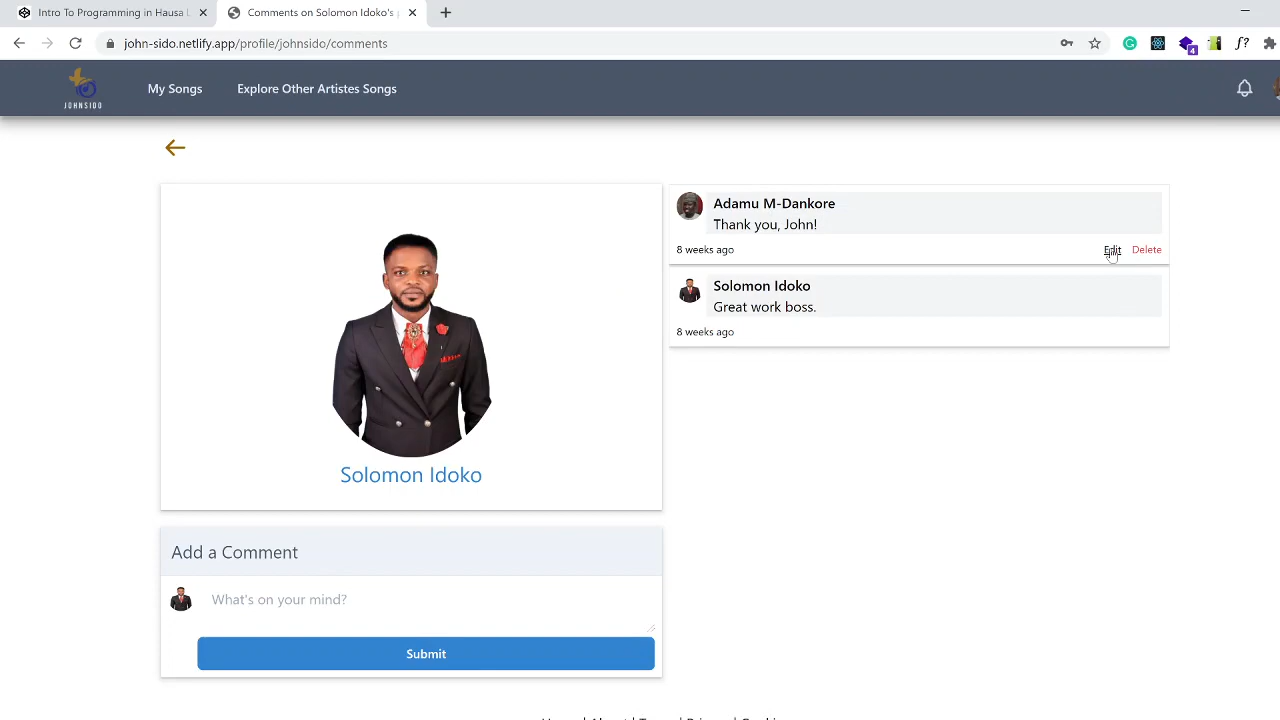 Intro To Programming in Hausa L
Comments on Solomon Idoko's
john-sido.netlify.app/profile/johnsido/comments
4
f?
JOHNSIDO
My Songs
Explore Other Artistes Songs
Adamu M-Dankore
Thank you, John!
8 weeks ago
Edit
Delete
Solomon Idoko
Great work boss.
8 weeks ago
Solomon Idoko
Add a Comment
What's on your mind?
Submit